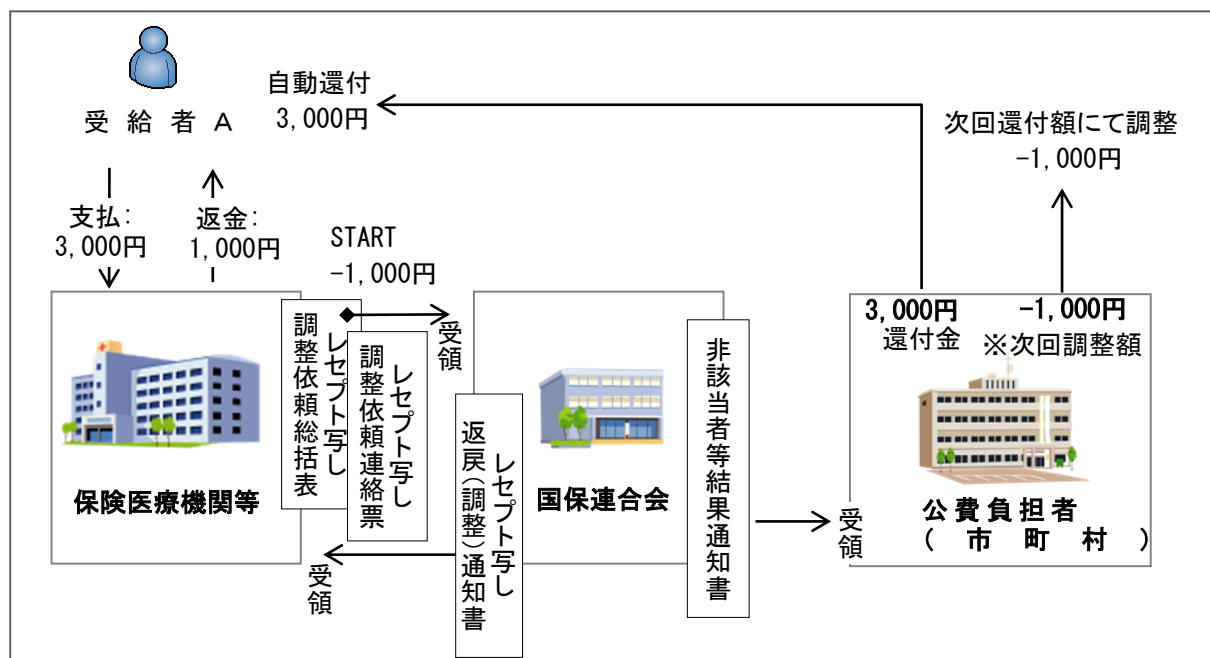 自動還付
3,000円
受給者A
次回還付額にて調整
-1,000円
支払:
3,000円
返金:
1,000円
START
-1,000円
受領
調整依頼総括表
レセプト写し
調整依頼連絡票
レセプト写し
返戻(調整)通知書
レセプト写し
非該当者等結果通知書
3,000円
還付金
-1,000円
※次回調整額
保険医療機関等
国保連合会
公費負担者
(市町村)
受領
受領